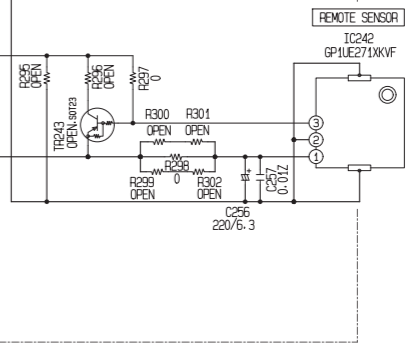 REMOTE SENSOR
IC242
GP1UE271XKVF
R295
OPEN
R296
OPEN
R297
0
TR243
OPEN.SOT23
R300
OPEN
R301
OPEN
R298
0
R299
OPEN
R302
OPEN
C256
220/6.3
C257
0.01Z
3
2
1
+